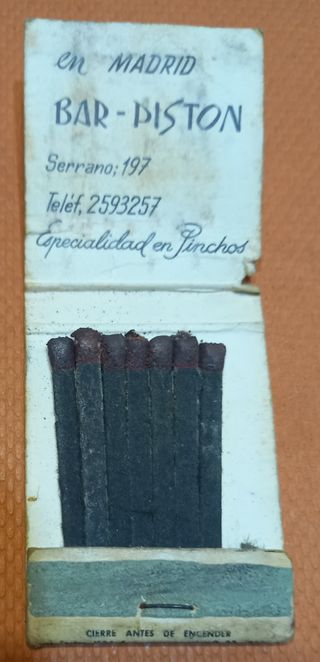 en MADRID
BAR-PISTON
Serrano; 197
Teléf, 2593257
Especialidad en Pinchos
CIERRE ANTES DE ENCENDER